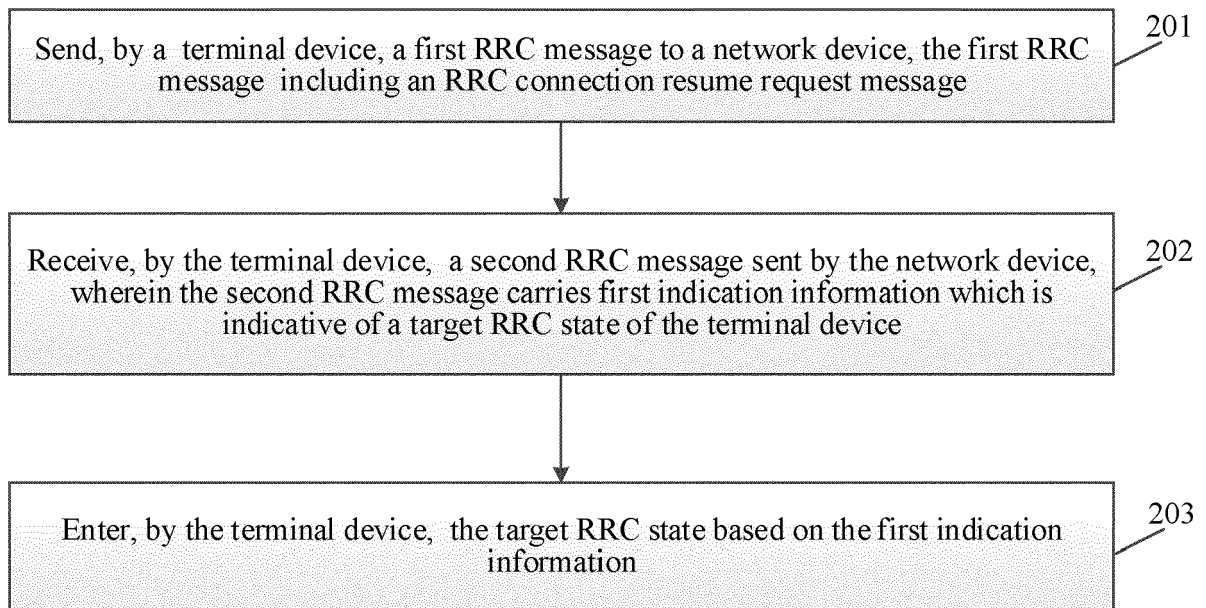 Send, by a terminal device, a first RRC message to a network device, the first RRC
message including an RRC connection resume request message
201
Receive, by the terminal device, a second RRC message sent by the network device,
wherein the second RRC message carries first indication information which is
indicative of a target RRC state of the terminal device
202
Enter, by the terminal device, the target RRC state based on the first indication
information
203